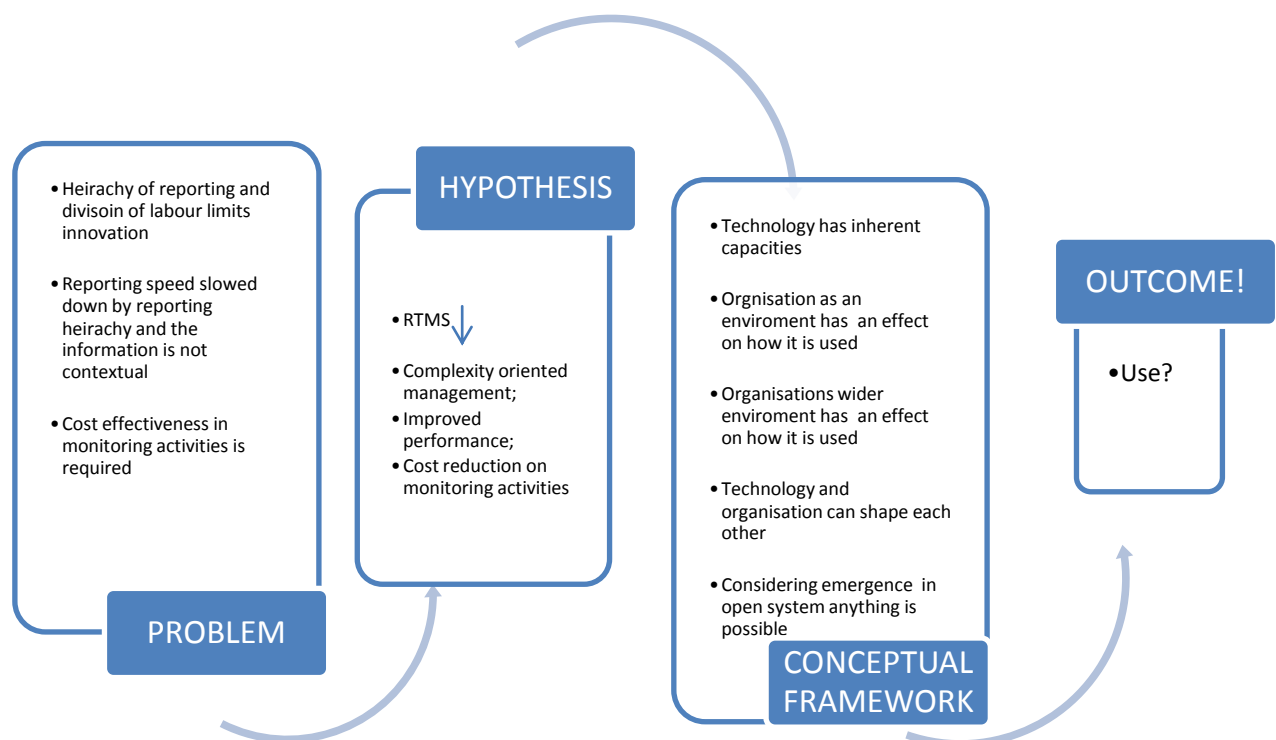 • Heirachy of reporting and
divisoin of labour limits
innovation
• Reporting speed slowed
down by reporting
heirachy and the
information is not
contextual
• Cost effectiveness in
monitoring activities is
required
PROBLEM
HYPOTHESIS
• RTMS
• Complexity oriented
management;
• Improved
performance;
• Cost reduction on
monitoring activities
• Technology has inherent
capacities
• Orgnisation as an
enviroment has an effect
on how it is used
• Organisations wider
enviroment has an effect
on how it is used
• Technology and
organisation can shape each
other
• Considering emergence in
open system anything is
possible
CONCEPTUAL
FRAMEWORK
OUTCOME!
• Use?